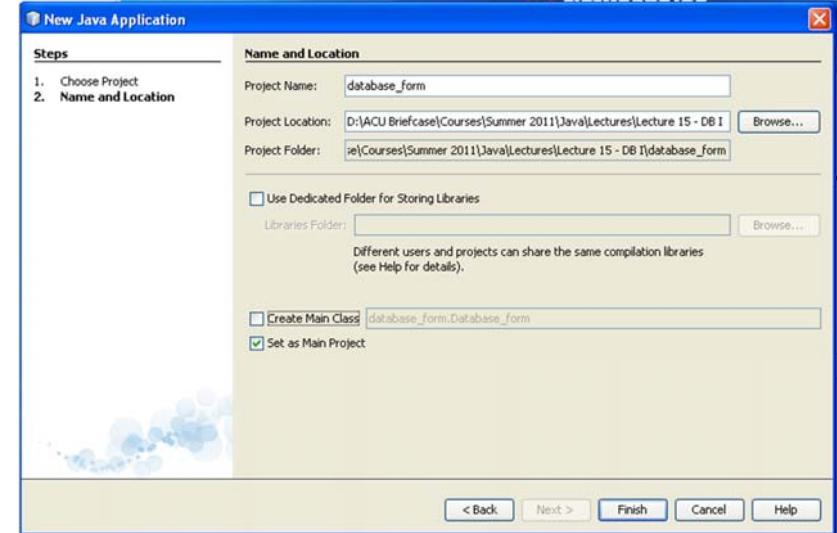 New Java Application
Steps
1. Choose Project
2. Name and Location
Name and Location
Project Name: database_form
Project Location: D:\ACU Briefcase\Courses\Summer 2011\Java\Lectures\Lecture 15 - DB I Browse...
Project Folder: se\Courses\Summer 2011\Java\Lectures\Lecture 15 - DB I\database_form
Use Dedicated Folder for Storing Libraries
Libraries Folder: Browse...
Different users and projects can share the same compilation libraries
(see Help for details).
Create Main Class database_form.Database_form
Set as Main Project
< Back Next > Finish Cancel Help